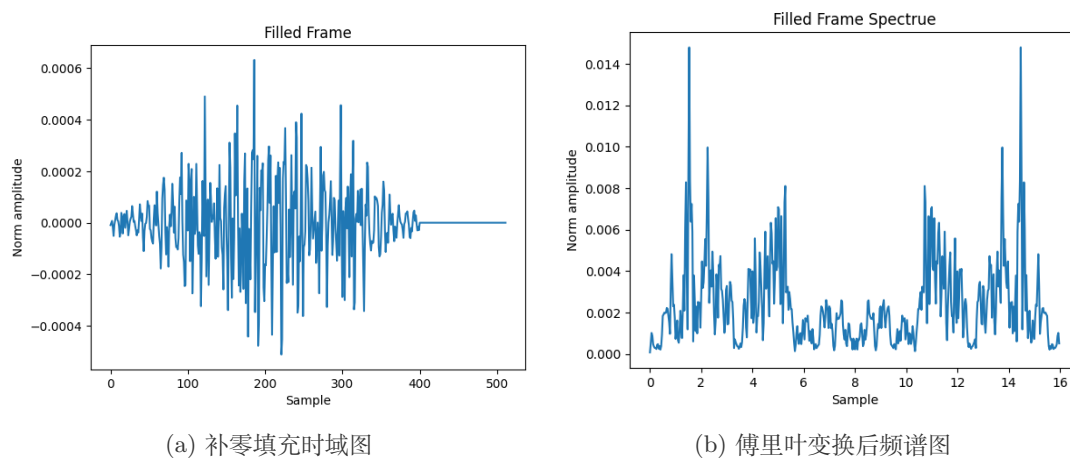 Filled Frame
Norm amplitude
0.0006
0.0004
0.0002
0.0000
−0.0002
−0.0004
0 100 200 300 400 500
Sample
(a) 补零填充时域图
Filled Frame Spectrue
Norm amplitude
0.014
0.012
0.010
0.008
0.006
0.004
0.002
0.000
0 2 4 6 8 10 12 14 16
Sample
(b) 傅里叶变换后频谱图